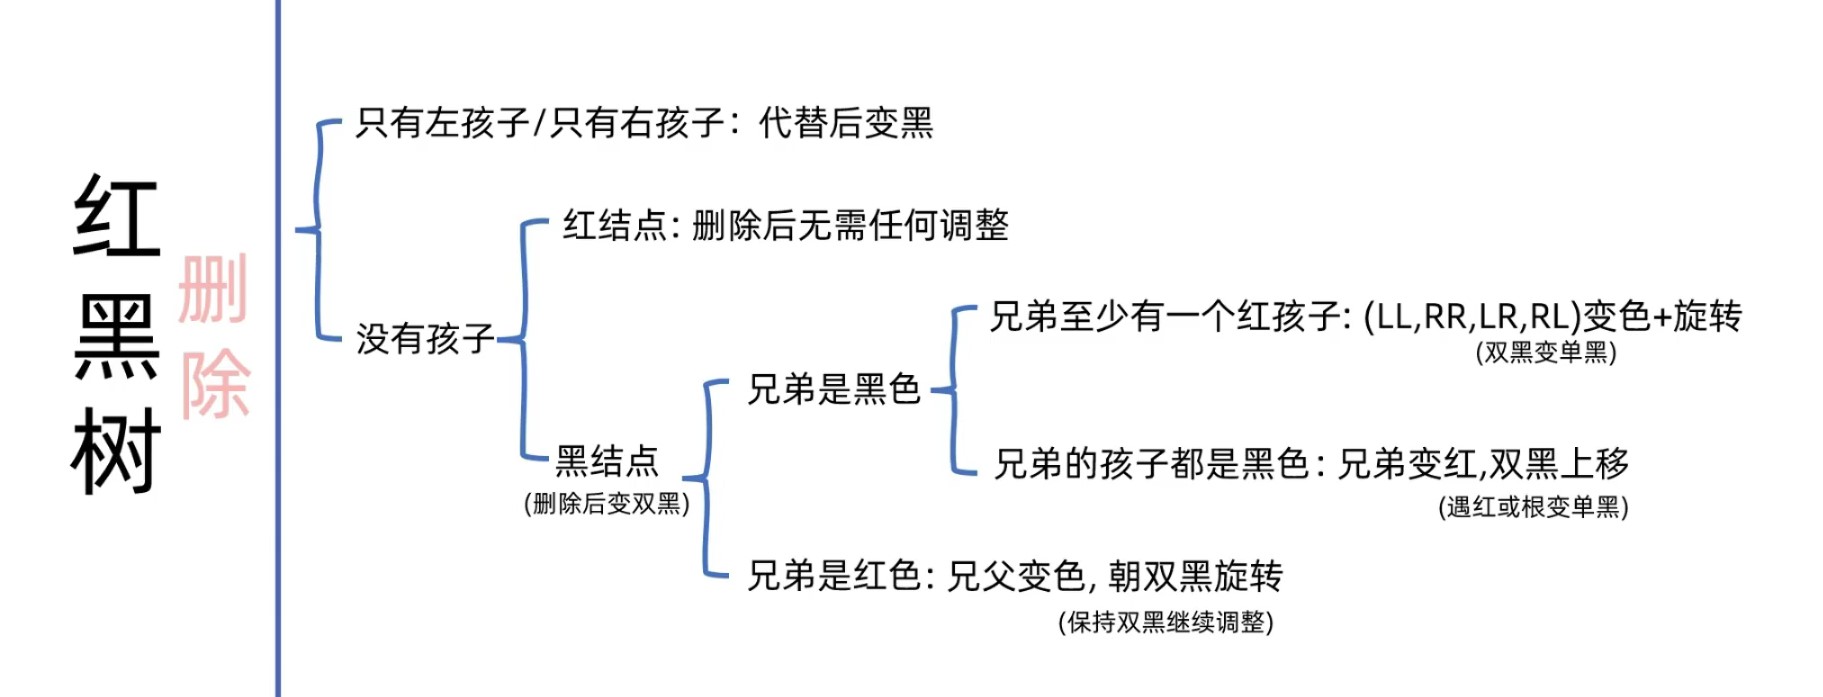 红黑树
删除
只有左孩子/只有右孩子：代替后变黑
没有孩子
红结点：删除后无需任何调整
黑结点
(删除后变双黑)
兄弟是黑色
兄弟至少有一个红孩子: (LL,RR,LR,RL)变色+旋转
(双黑变单黑)
兄弟的孩子都是黑色：兄弟变红,双黑上移
(遇红或根变单黑)
兄弟是红色：兄父变色, 朝双黑旋转
(保持双黑继续调整)